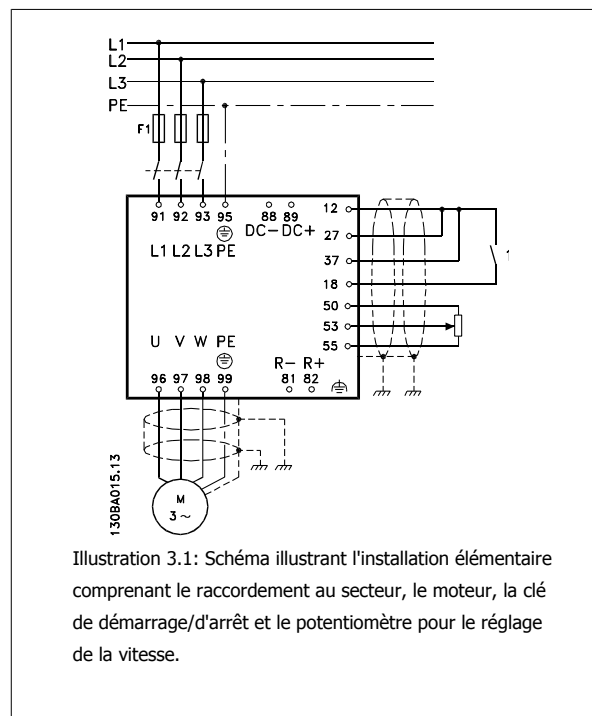 L1
L2
L3
PE
F1
91 92 93 95 88 89
DC- DC+
L1 L2 L3 PE
12
27
37
18
50
53
55
U V W PE
R- R+
96 97 98 99 81 82
M
3~
130BA015.13
Illustration 3.1: Schéma illustrant l'installation élémentaire
comprenant le raccordement au secteur, le moteur, la clé
de démarrage/d'arrêt et le potentiomètre pour le réglage
de la vitesse.